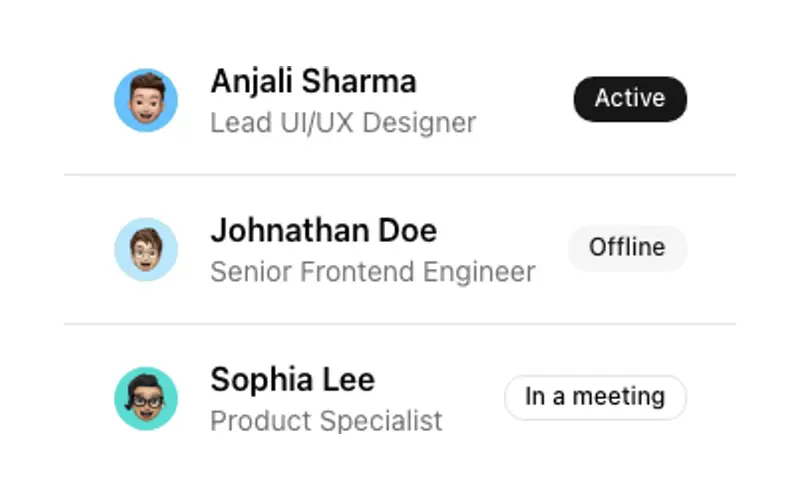 Anjali Sharma
Lead UI/UX Designer
Active
Johnathan Doe
Senior Frontend Engineer
Offline
Sophia Lee
Product Specialist
In a meeting